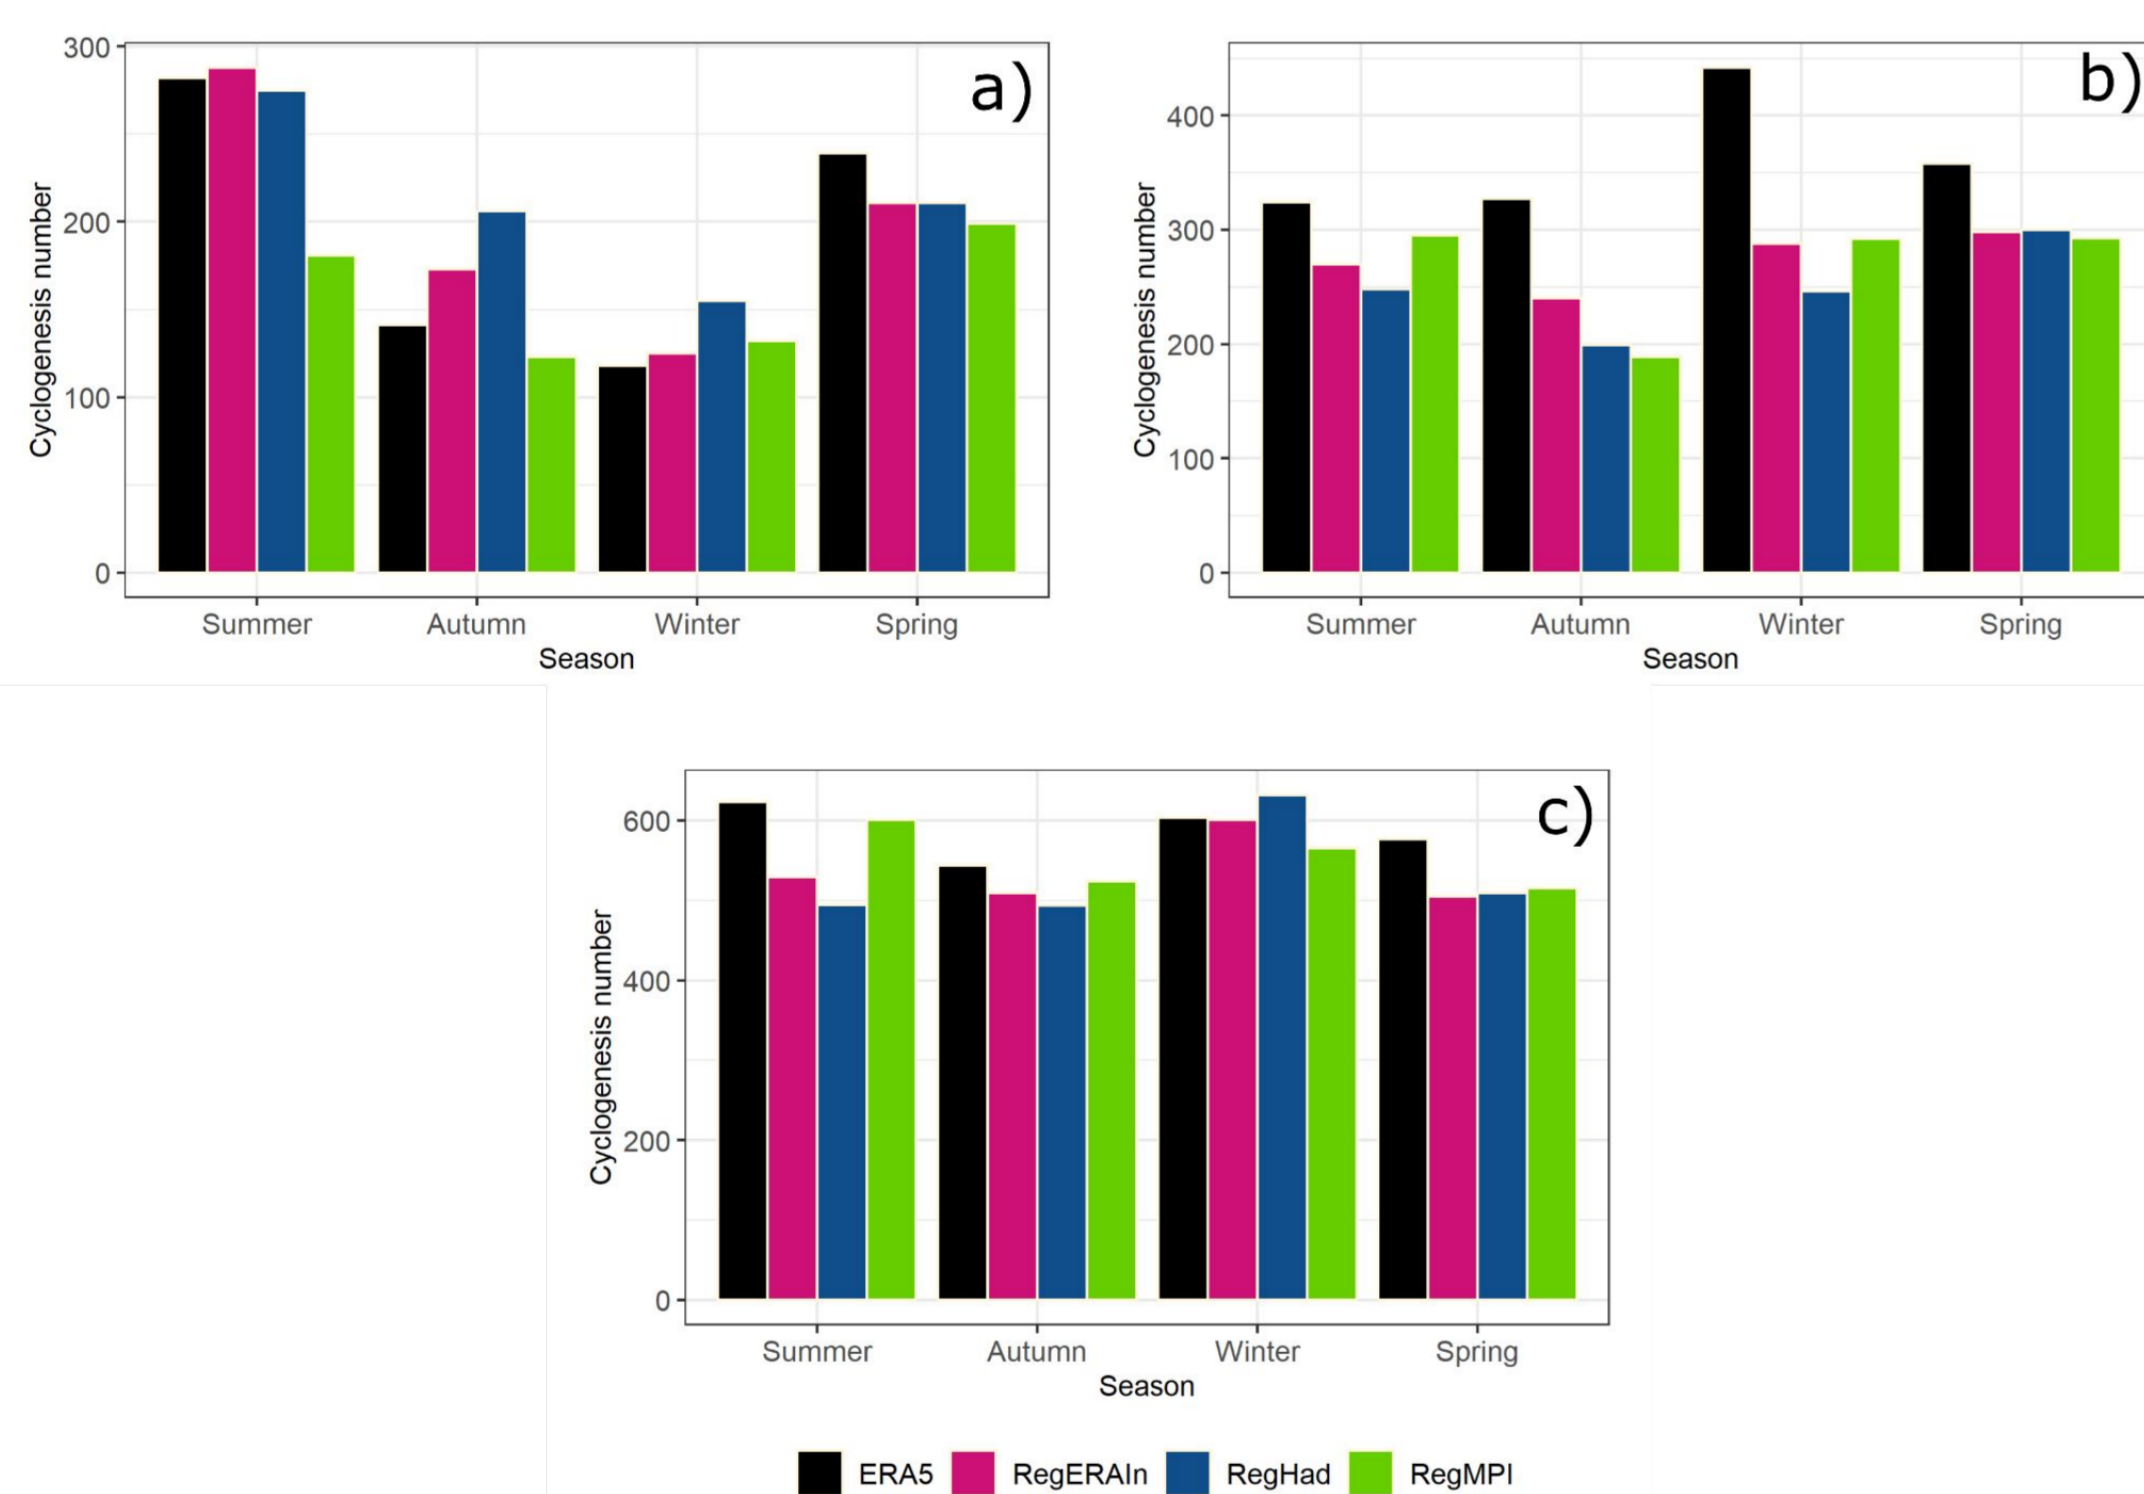 a)
Cyclogenesis number
300
200
100
0
Summer Autumn Winter Spring
Season
b)
Cyclogenesis number
400
300
200
100
0
Summer Autumn Winter Spring
Season
c)
Cyclogenesis number
600
400
200
0
Summer Autumn Winter Spring
Season
ERA5 RegERAIn RegHad RegMPI